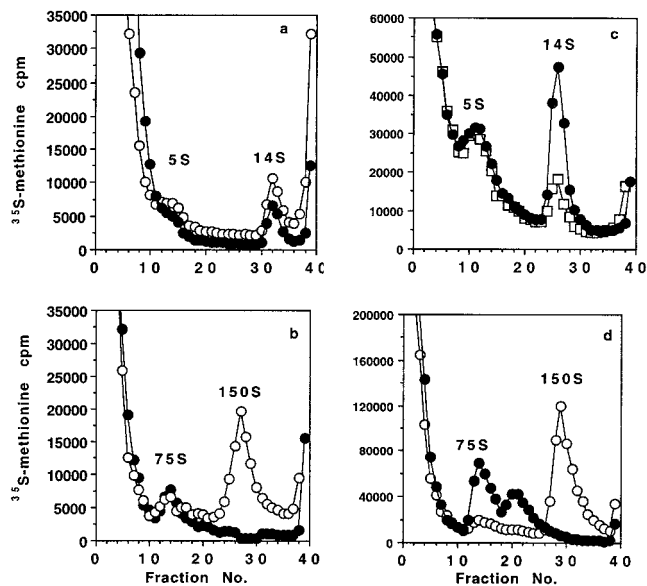 a
35000
30000
25000
20000
15000
10000
5000
0
³⁵S-methionine cpm
5S
14S
0 10 20 30 40
c
60000
50000
40000
30000
20000
10000
0
5S
14S
0 10 20 30 40
b
35000
30000
25000
20000
15000
10000
5000
0
³⁵S-methionine cpm
75S
150S
0 10 20 30 40
Fraction No.
d
200000
160000
120000
80000
40000
0
75S
150S
0 10 20 30 40
Fraction No.